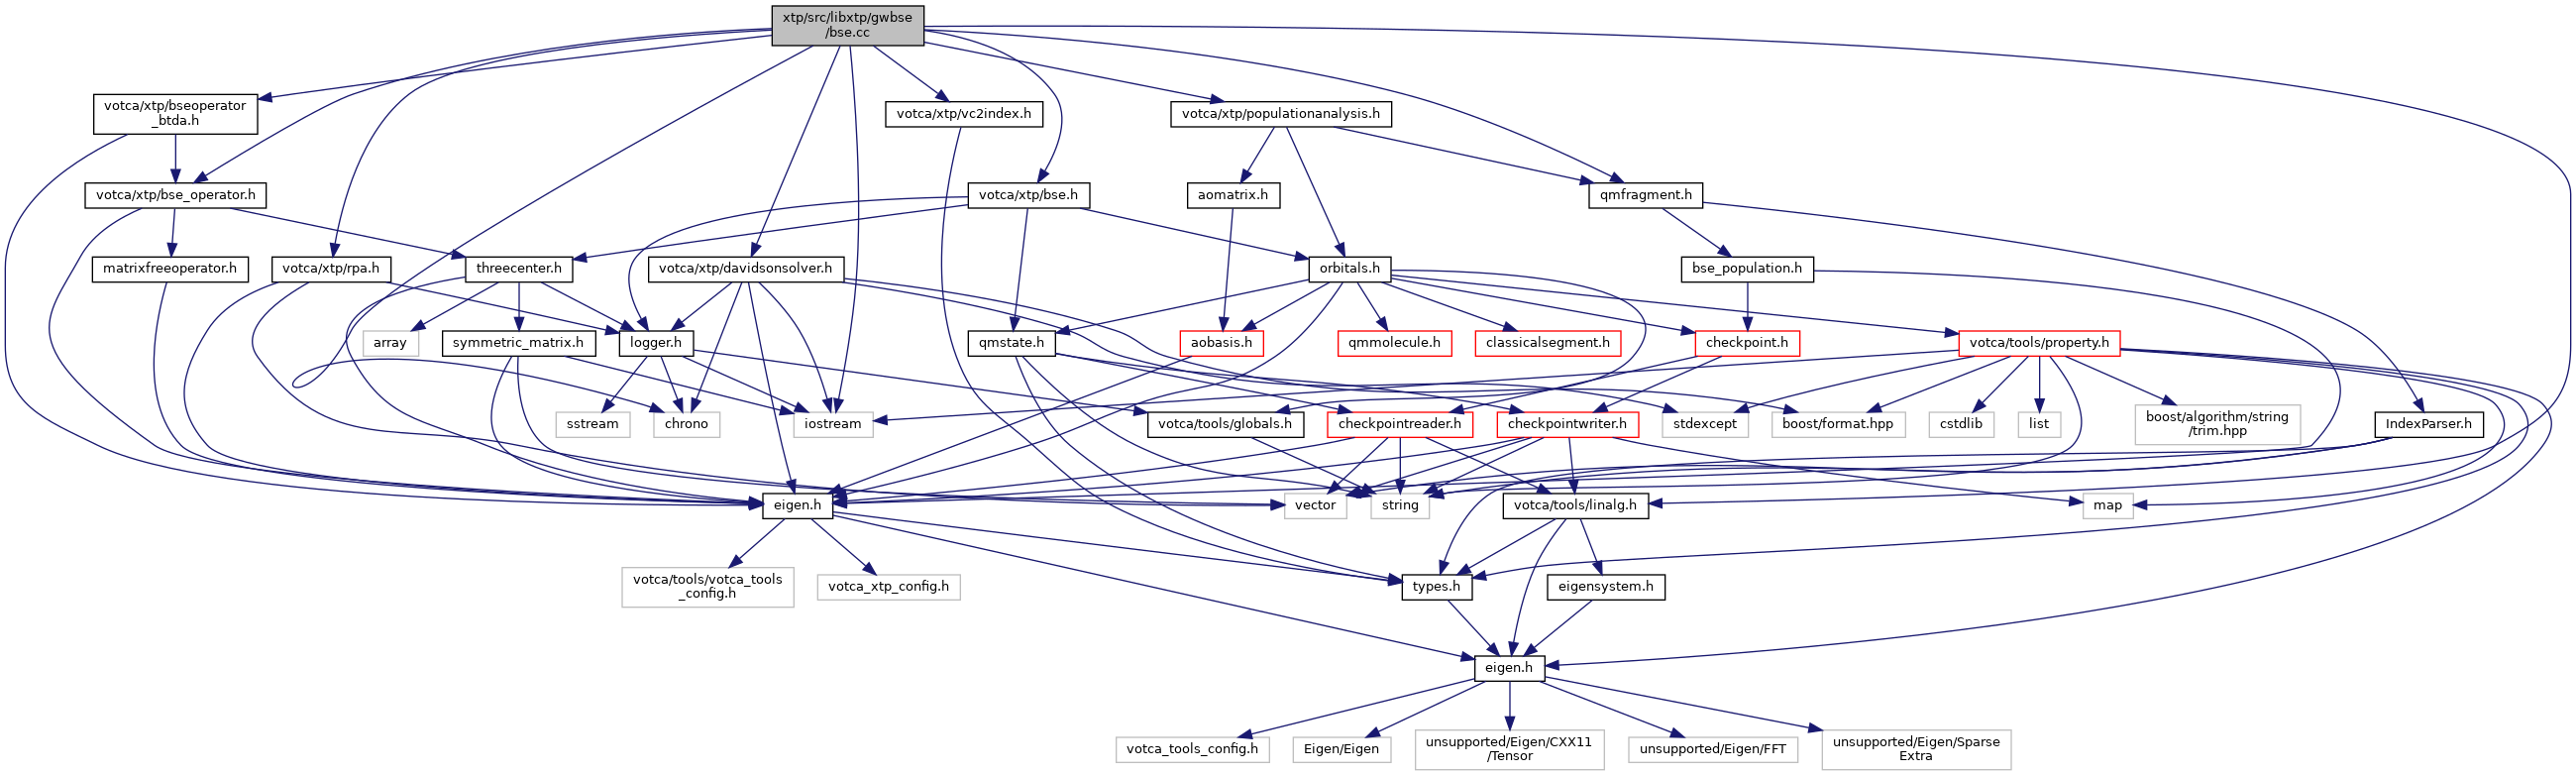 xtp/src/libxtp/gwbse
/bse.cc
votca/xtp/bseoperator
_btda.h
votca/xtp/vc2index.h
votca/xtp/populationanalysis.h
votca/xtp/bse_operator.h
votca/xtp/bse.h
aomatrix.h
qmfragment.h
matrixfreeoperator.h
votca/xtp/rpa.h
threecenter.h
votca/xtp/davidsonsolver.h
orbitals.h
bse_population.h
array
symmetric_matrix.h
logger.h
qmstate.h
aobasis.h
qmmolecule.h
classicalsegment.h
checkpoint.h
votca/tools/property.h
sstream
chrono
iostream
votca/tools/globals.h
checkpointreader.h
checkpointwriter.h
stdexcept
boost/format.hpp
cstdlib
list
boost/algorithm/string
/trim.hpp
IndexParser.h
eigen.h
vector
string
votca/tools/linalg.h
map
votca/tools/votca_tools
_config.h
votca_xtp_config.h
types.h
eigensystem.h
eigen.h
votca_tools_config.h
Eigen/Eigen
unsupported/Eigen/CXX11
/Tensor
unsupported/Eigen/FFT
unsupported/Eigen/Sparse
Extra